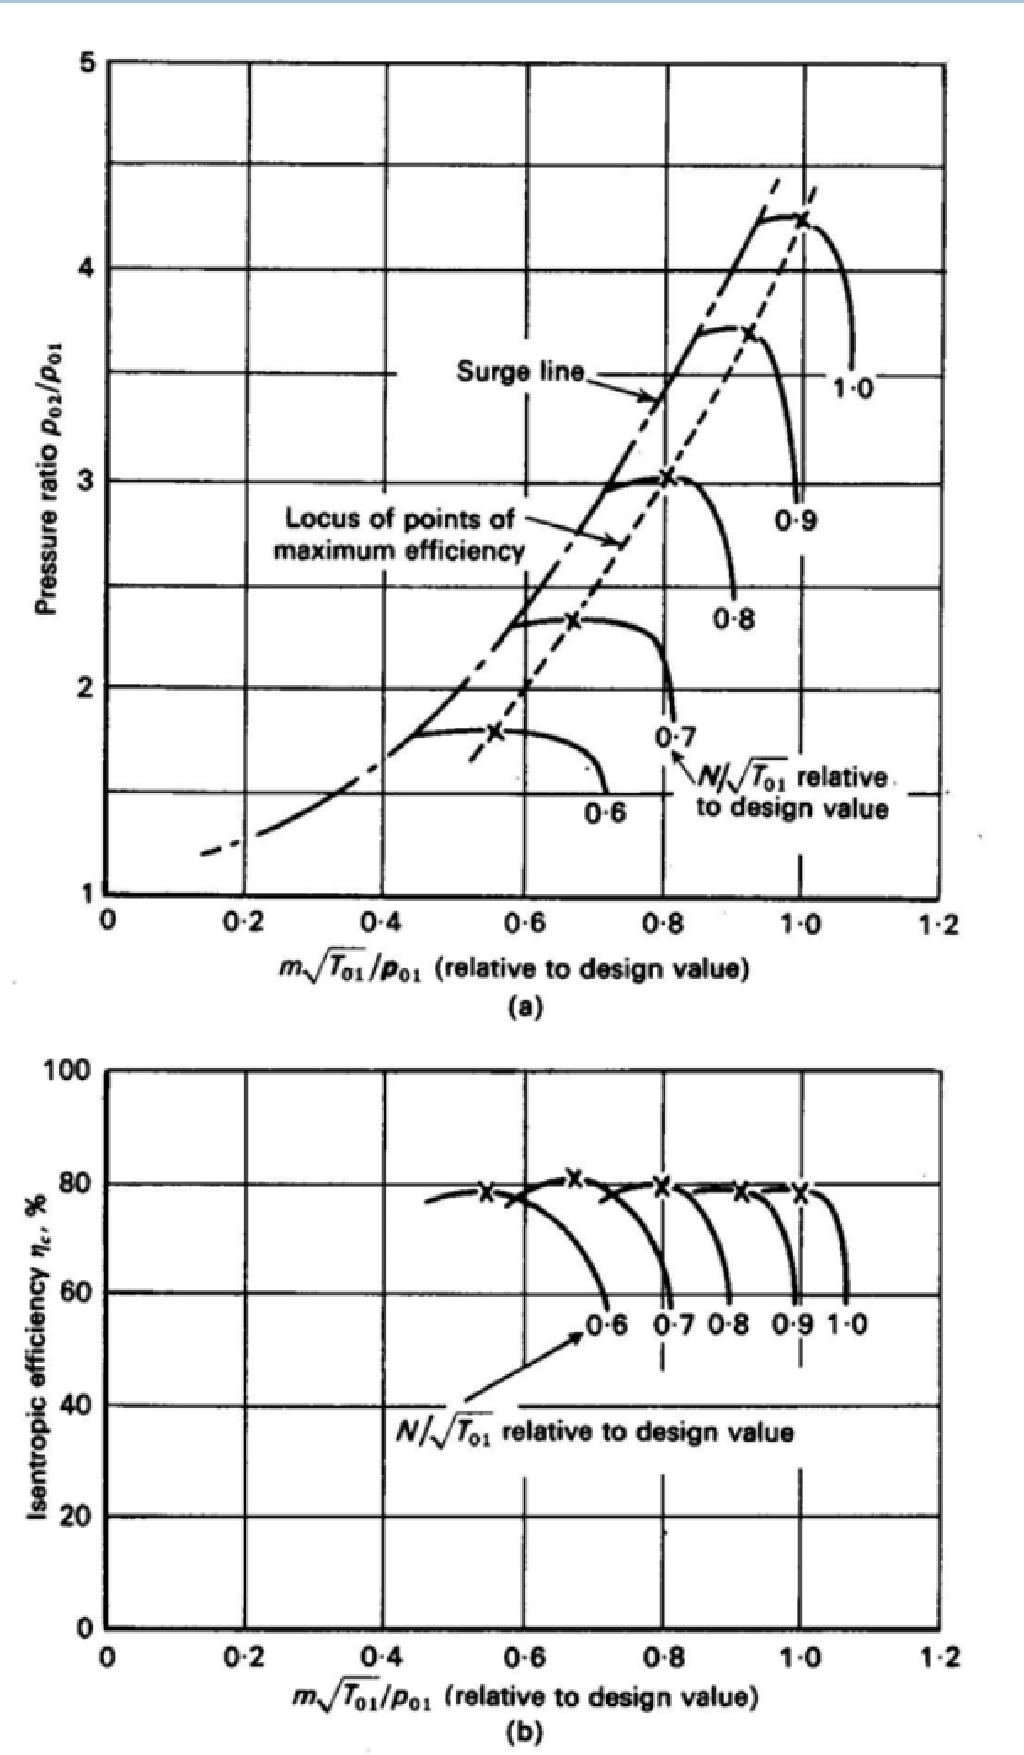 5
4
3
2
1
Pressure ratio p₀₂/p₀₁
Surge line
Locus of points of
maximum efficiency
1·0
0·9
0·8
0·7
0·6
N/√T₀₁ relative
to design value
0 0·2 0·4 0·6 0·8 1·0 1·2
m√T₀₁/p₀₁ (relative to design value)
(a)
100
80
60
40
20
0
Isentropic efficiency η_c, %
0·6 0·7 0·8 0·9 1·0
N/√T₀₁ relative to design value
0 0·2 0·4 0·6 0·8 1·0 1·2
m√T₀₁/p₀₁ (relative to design value)
(b)